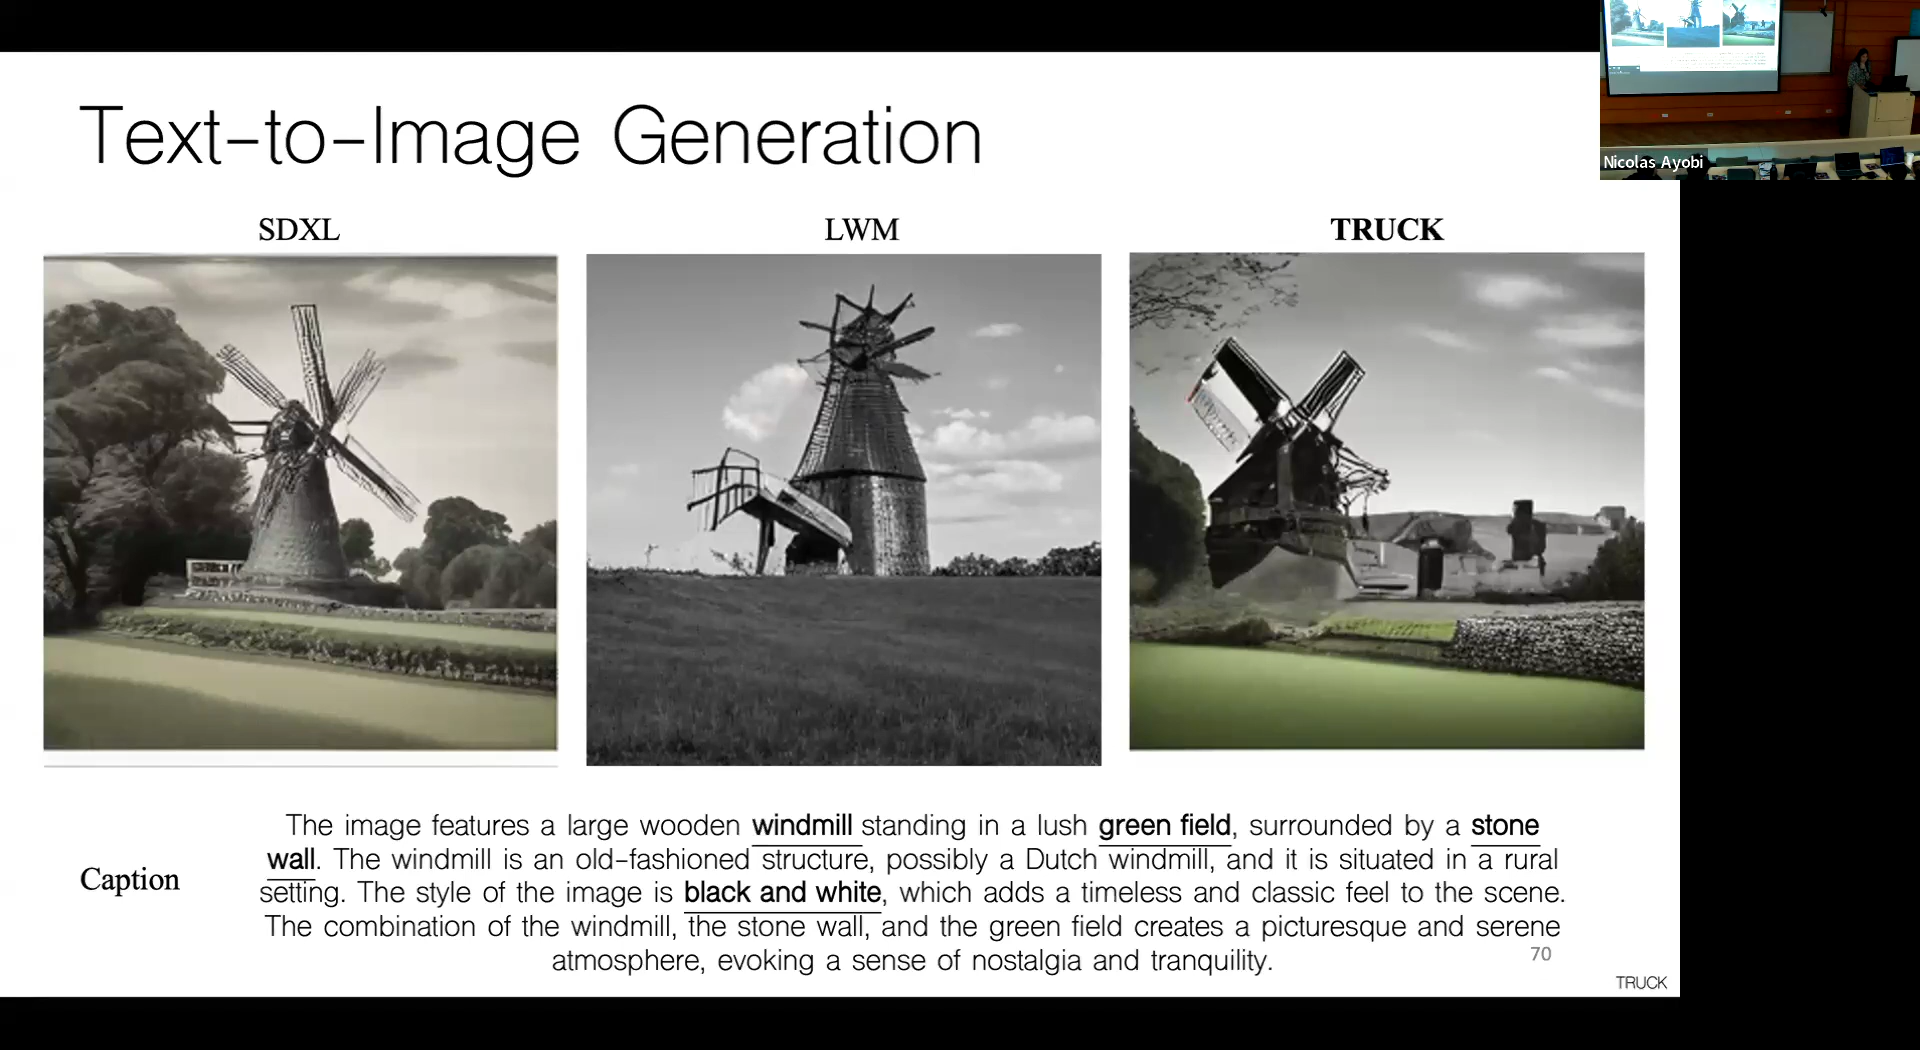 Text-to-Image Generation
Nicolas Ayobi
SDXL
LWM
TRUCK
Caption
The image features a large wooden windmill standing in a lush green field, surrounded by a stone
wall. The windmill is an old-fashioned structure, possibly a Dutch windmill, and it is situated in a rural
setting. The style of the image is black and white, which adds a timeless and classic feel to the scene.
The combination of the windmill, the stone wall, and the green field creates a picturesque and serene
atmosphere, evoking a sense of nostalgia and tranquility.
70
TRUCK